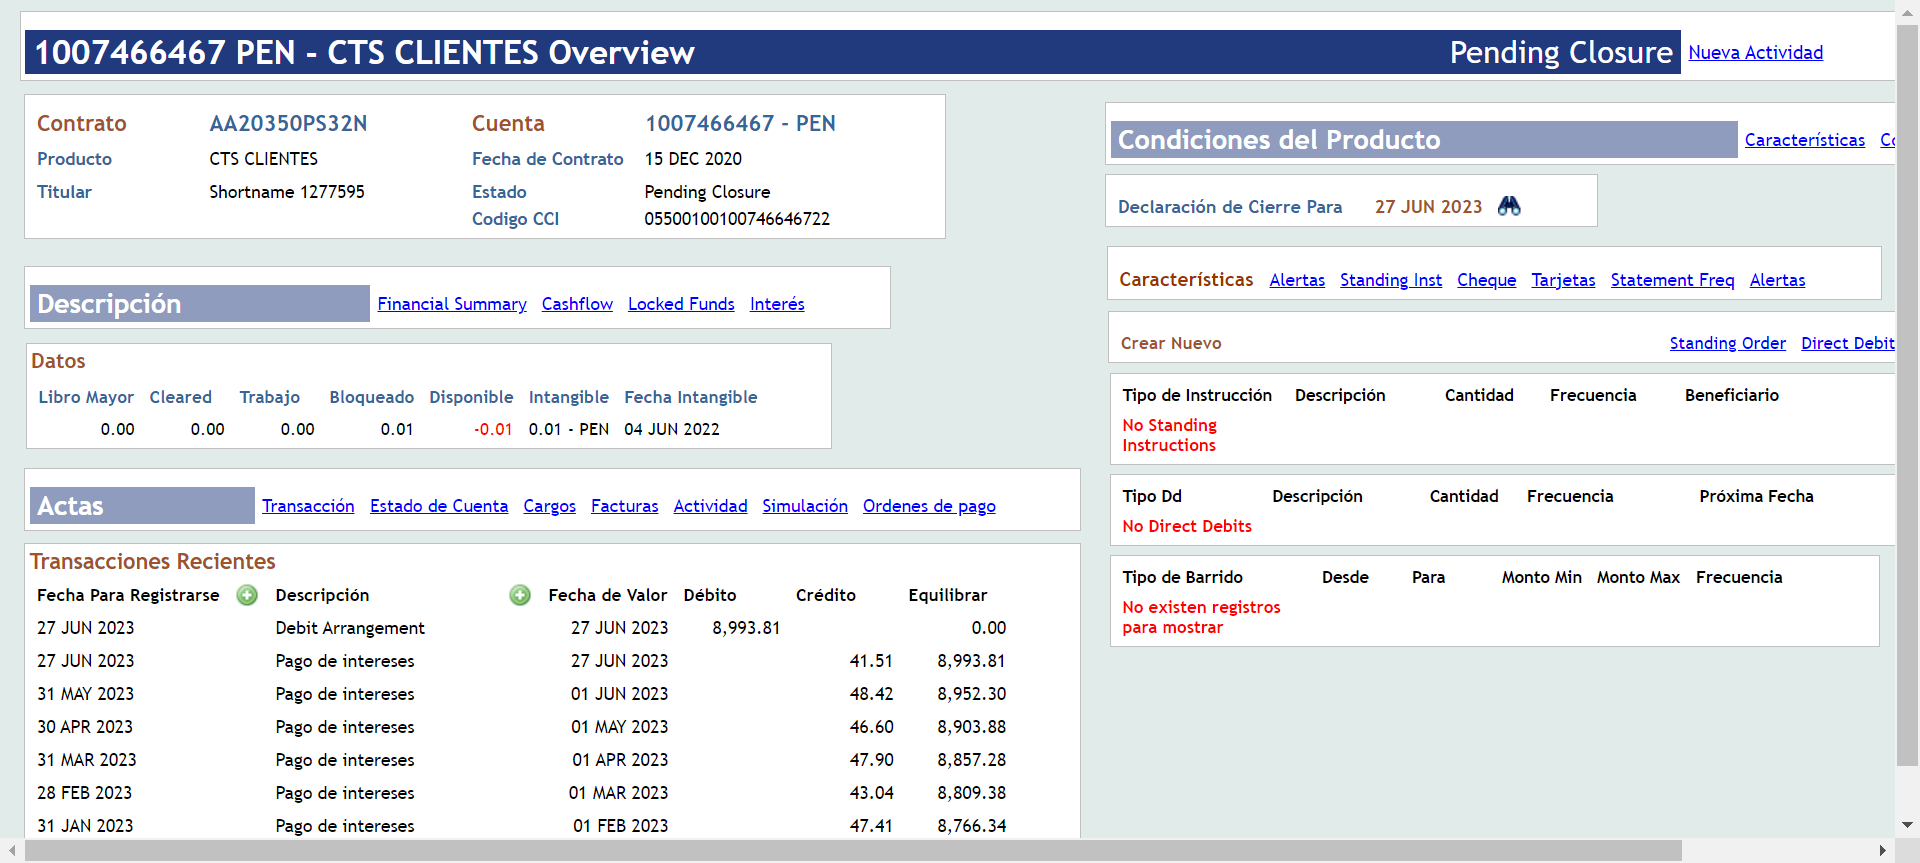 1007466467 PEN - CTS CLIENTES Overview Pending Closure Nueva Actividad
Contrato AA20350PS32N Cuenta 1007466467 - PEN
Producto CTS CLIENTES Fecha de Contrato 15 DEC 2020
Titular Shortname 1277595 Estado Pending Closure
Codigo CCI 05500100100746646722
Descripción Financial Summary Cashflow Locked Funds Interés
Datos
Libro Mayor Cleared Trabajo Bloqueado Disponible Intangible Fecha Intangible
0.00 0.00 0.00 0.01 -0.01 0.01 - PEN 04 JUN 2022
Actas Transacción Estado de Cuenta Cargos Facturas Actividad Simulación Ordenes de pago
Transacciones Recientes
Fecha Para Registrarse Descripción Fecha de Valor Débito Crédito Equilibrar
27 JUN 2023 Debit Arrangement 27 JUN 2023 8,993.81 0.00
27 JUN 2023 Pago de intereses 27 JUN 2023 41.51 8,993.81
31 MAY 2023 Pago de intereses 01 JUN 2023 48.42 8,952.30
30 APR 2023 Pago de intereses 01 MAY 2023 46.60 8,903.88
31 MAR 2023 Pago de intereses 01 APR 2023 47.90 8,857.28
28 FEB 2023 Pago de intereses 01 MAR 2023 43.04 8,809.38
31 JAN 2023 Pago de intereses 01 FEB 2023 47.41 8,766.34
Condiciones del Producto Características
Declaración de Cierre Para 27 JUN 2023
Características Alertas Standing Inst Cheque Tarjetas Statement Freq Alertas
Crear Nuevo Standing Order Direct Debit
Tipo de Instrucción Descripción Cantidad Frecuencia Beneficiario
No Standing
Instructions
Tipo Dd Descripción Cantidad Frecuencia Próxima Fecha
No Direct Debits
Tipo de Barrido Desde Para Monto Min Monto Max Frecuencia
No existen registros
para mostrar